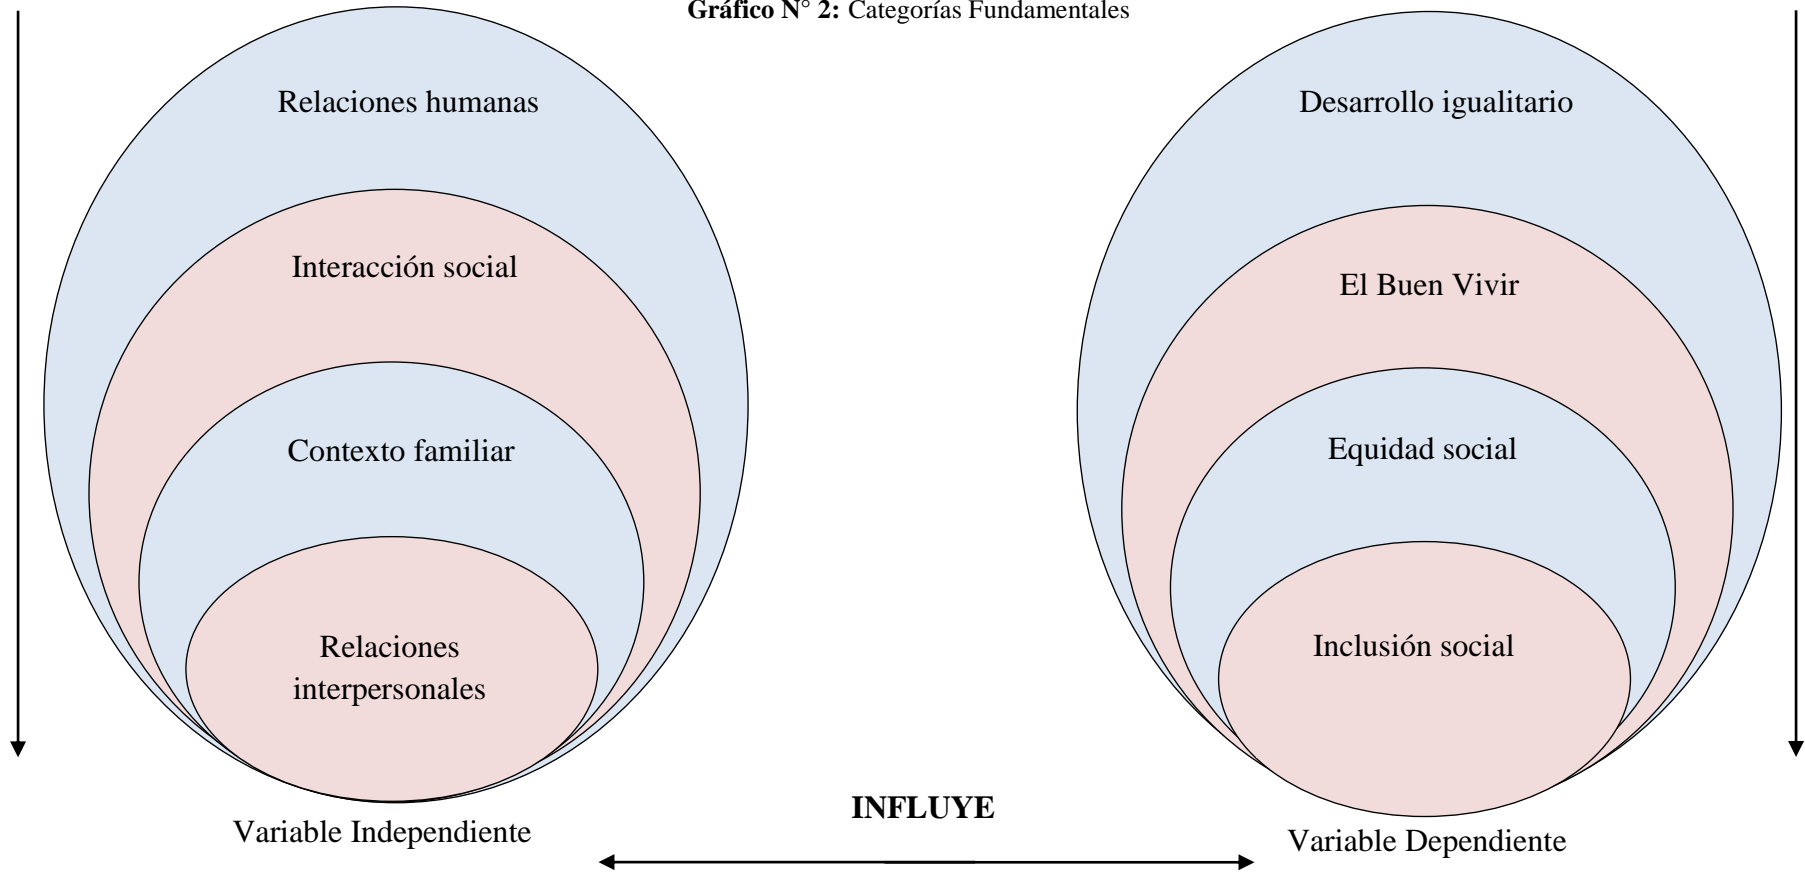 Gráfico N° 2: Categorías Fundamentales
Relaciones humanas
Interacción social
Contexto familiar
Relaciones
interpersonales
Variable Independiente
Desarrollo igualitario
El Buen Vivir
Equidad social
Inclusión social
Variable Dependiente
INFLUYE